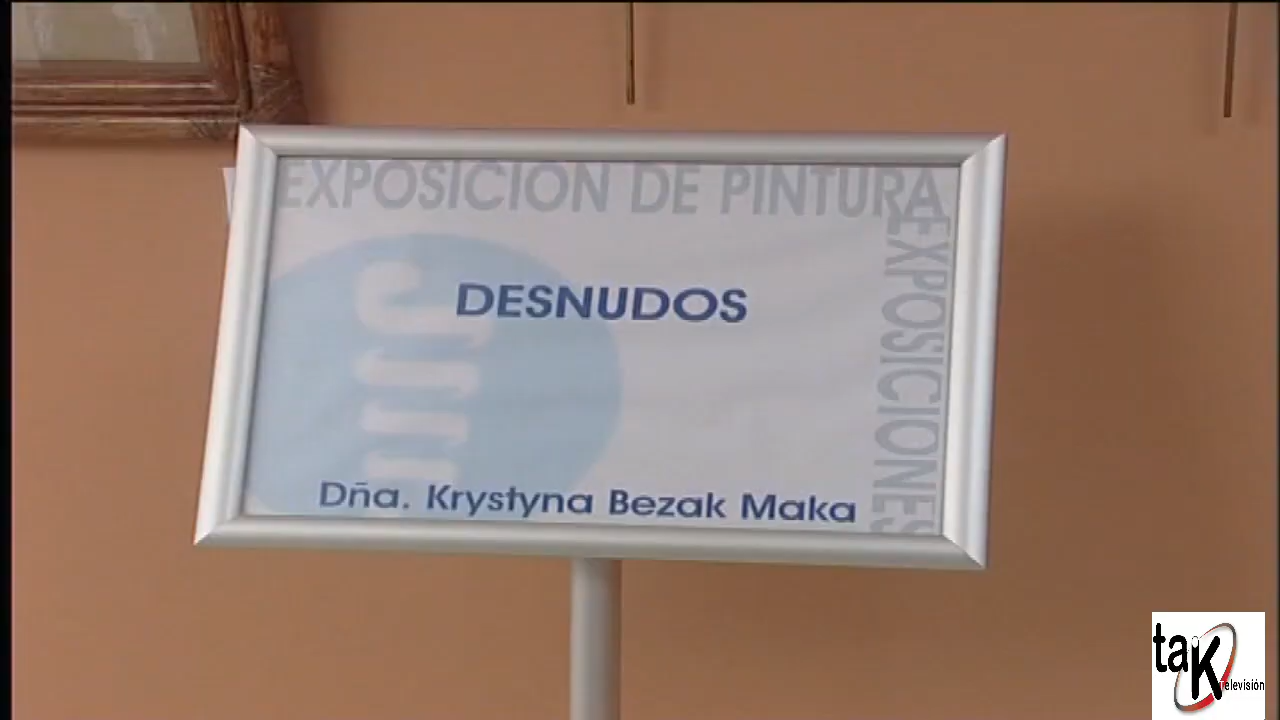 EXPOSICION DE PINTURA
EXPOSICIONES
DESNUDOS
Dña. Krystyna Bezak Maka
taK
Televisión